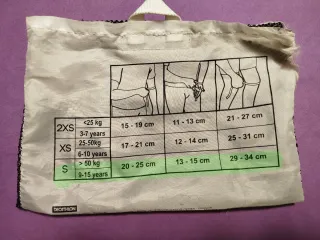 2XS <25 kg 15 - 19 cm 11 - 13 cm 21 - 27 cm
3-7 years
XS 25-50kg 17 - 21 cm 12 - 14 cm 25 - 31 cm
6-10 years
S > 50 kg 20 - 25 cm 13 - 15 cm 29 - 34 cm
9-15 years
DECATHLON